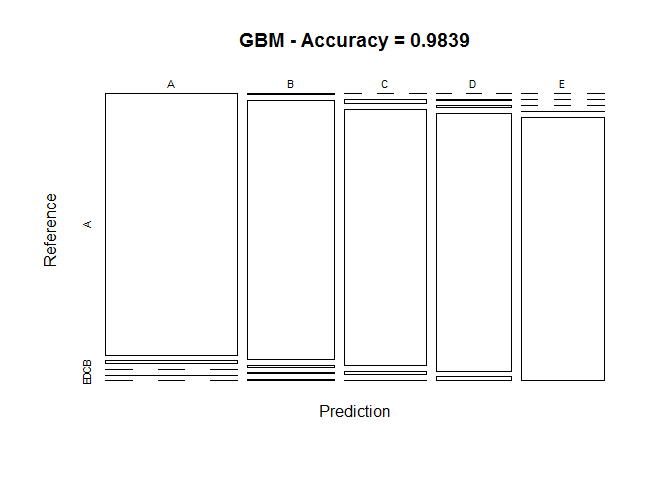 GBM - Accuracy = 0.9839
A B C D E
Reference
A
EDCB
Prediction